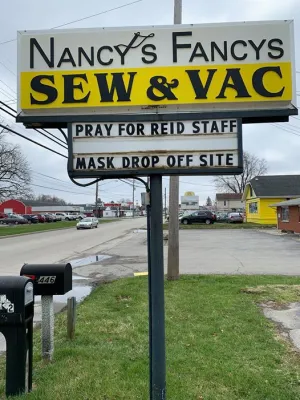 Nancy's Fancys
SEW & VAC
PRAY FOR REID STAFF
MASK DROP OFF SITE
446